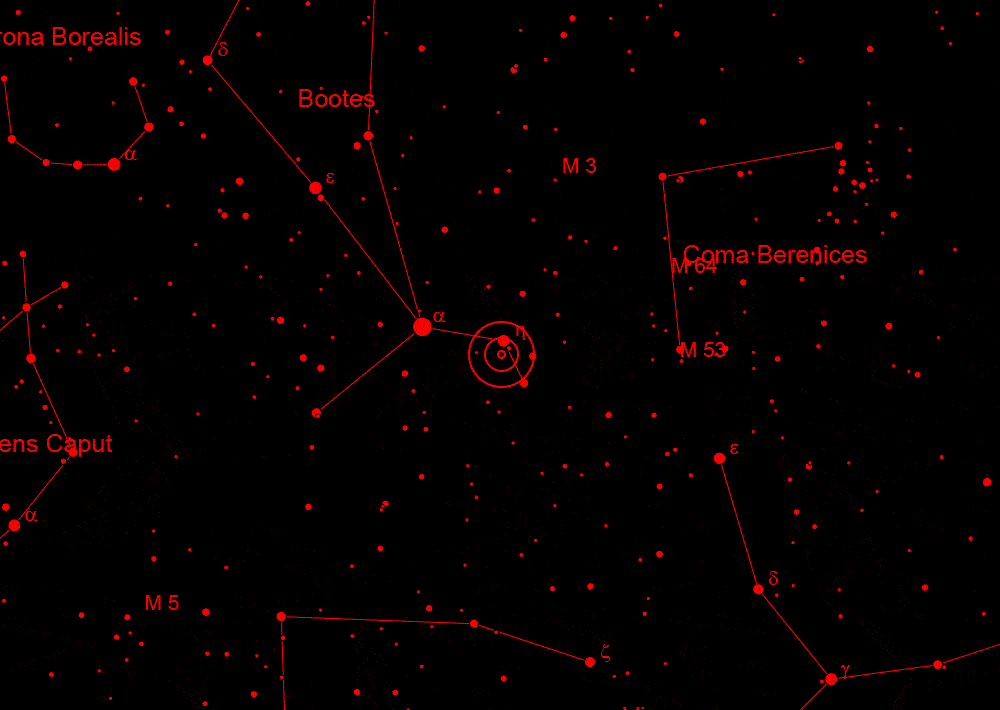 rona Borealis
δ
Bootes
α
M 3
ε
Coma Berenices
M 64
α
η
M 53
ens Caput
ε
α
δ
M 5
ζ
γ